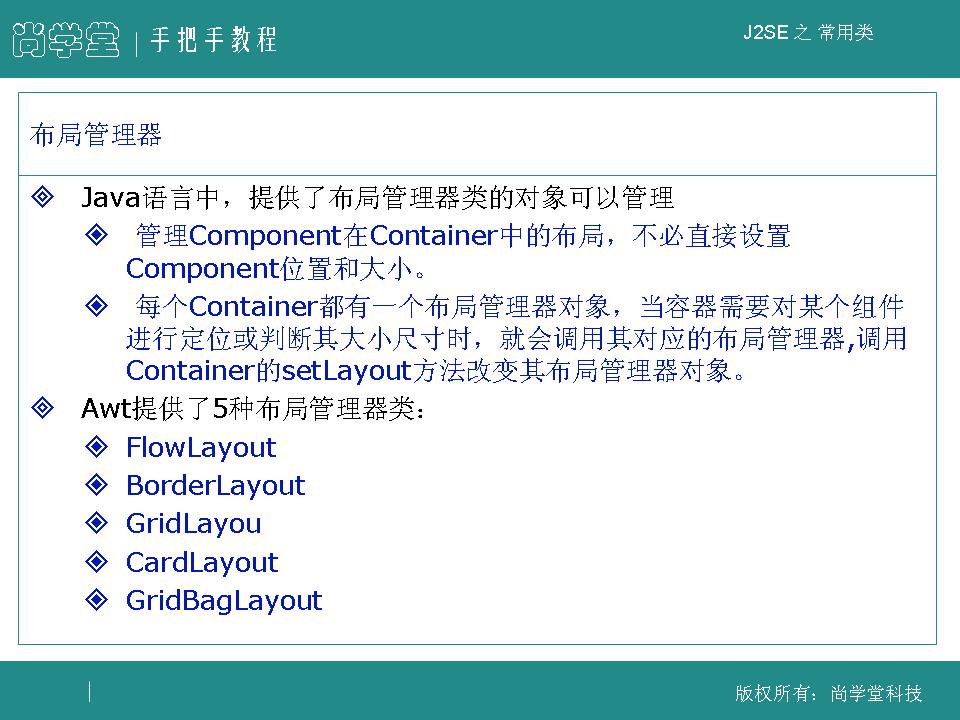 尚学堂 | 手把手教程
J2SE 之 常用类
布局管理器
Java语言中，提供了布局管理器类的对象可以管理
管理Component在Container中的布局，不必直接设置
Component位置和大小。
每个Container都有一个布局管理器对象，当容器需要对某个组件
进行定位或判断其大小尺寸时，就会调用其对应的布局管理器,调用
Container的setLayout方法改变其布局管理器对象。
Awt提供了5种布局管理器类：
FlowLayout
BorderLayout
GridLayou
CardLayout
GridBagLayout
版权所有：尚学堂科技